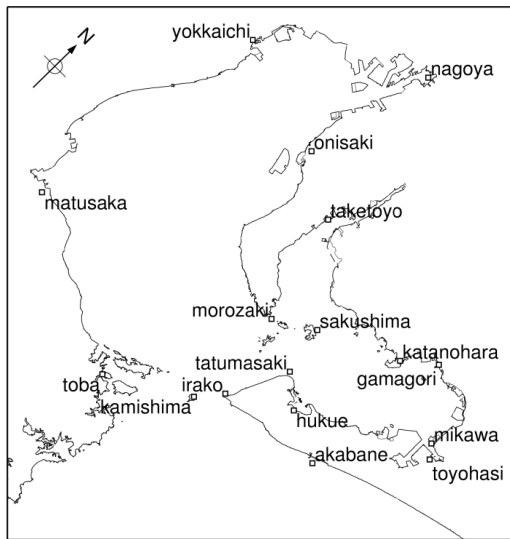 yokkaichi
N
nagoya
onisaki
matusaka
taketoyo
morozaki
sakushima
katanohara
tatumasaki
gamagori
toba
irako
kamishima
hukue
mikawa
akabane
toyohasi